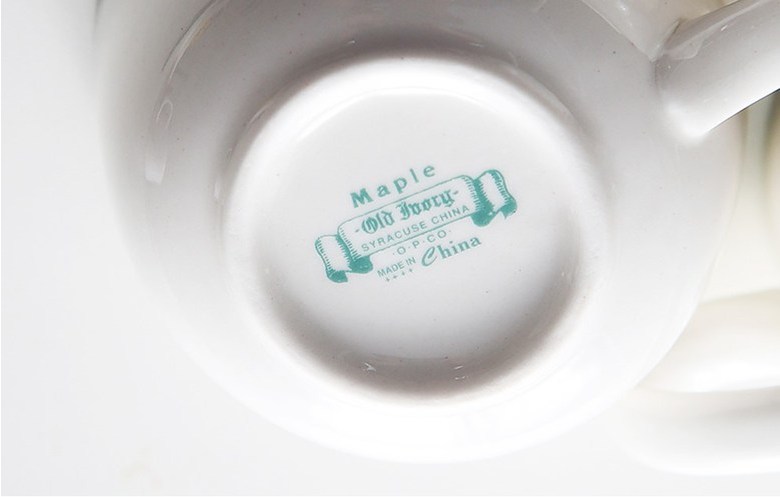 Maple
Old Ivory
SYRACUSE CHINA
·O·P·CO·
MADE IN China